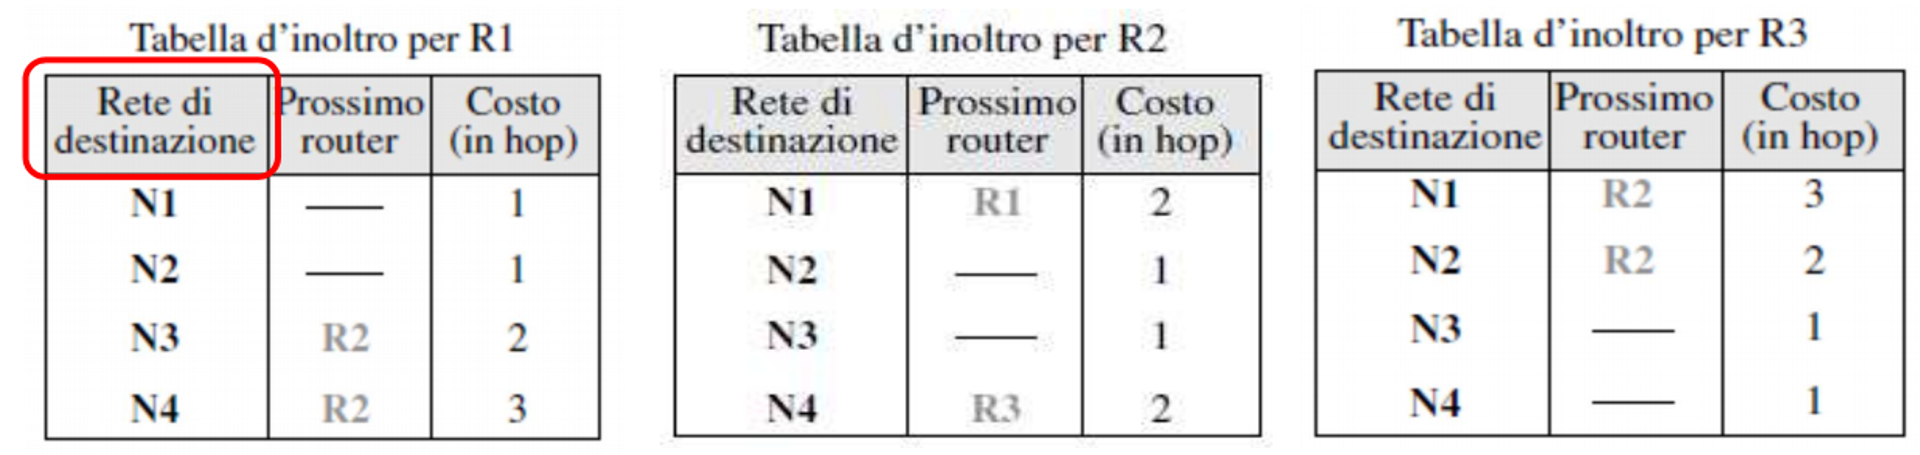 Tabella d'inoltro per R1
Rete di destinazione Prossimo router Costo (in hop)
N1 — 1
N2 — 1
N3 R2 2
N4 R2 3
Tabella d'inoltro per R2
Rete di destinazione Prossimo router Costo (in hop)
N1 R1 2
N2 — 1
N3 — 1
N4 R3 2
Tabella d'inoltro per R3
Rete di destinazione Prossimo router Costo (in hop)
N1 R2 3
N2 R2 2
N3 — 1
N4 — 1